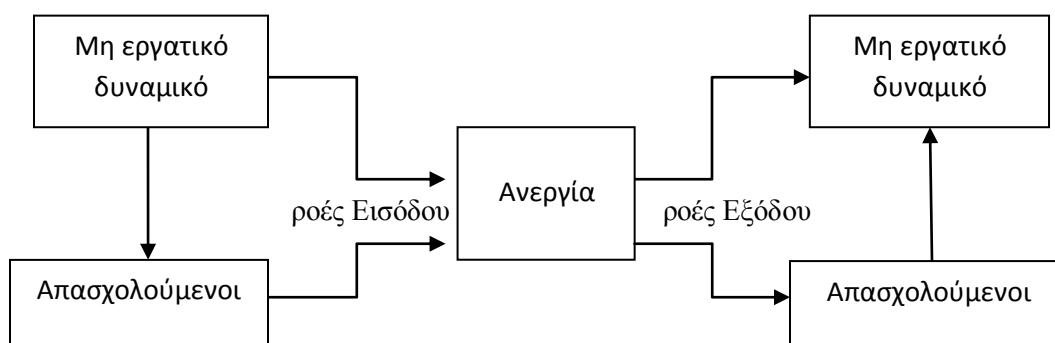 Μη εργατικό
δυναμικό
Μη εργατικό
δυναμικό
Ανεργία
ροές Εισόδου
ροές Εξόδου
Απασχολούμενοι
Απασχολούμενοι